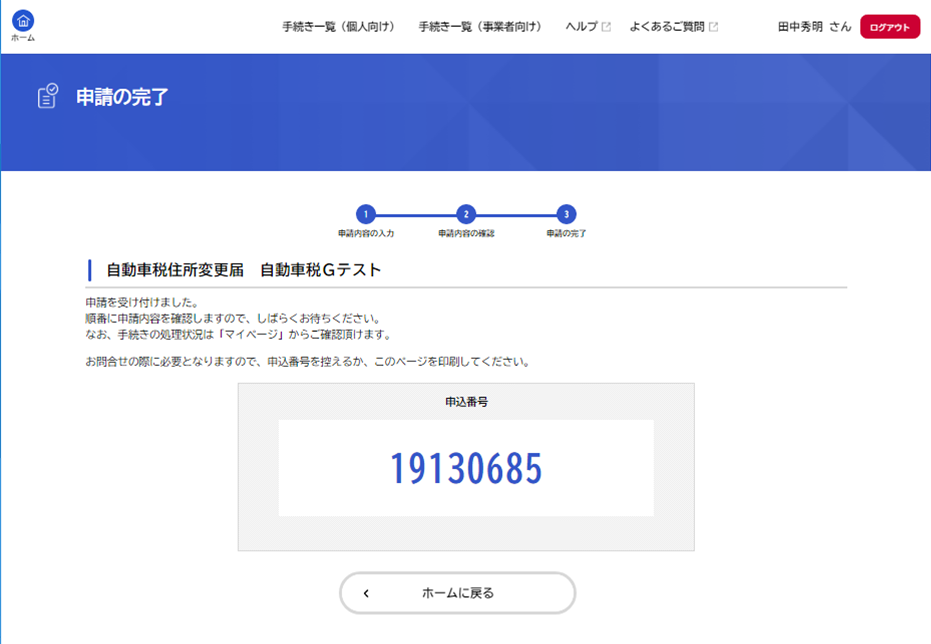 ホーム
手続き一覧（個人向け）
手続き一覧（事業者向け）
ヘルプ
よくあるご質問
田中秀明 さん
ログアウト
申請の完了
1
2
3
申請内容の入力
申請内容の確認
申請の完了
自動車税住所変更届　自動車税Ｇテスト
申請を受け付けました。
順番に申請内容を確認しますので、しばらくお待ちください。
なお、手続きの処理状況は「マイページ」からご確認頂けます。
お問合せの際に必要となりますので、申込番号を控えるか、このページを印刷してください。
申込番号
19130685
ホームに戻る